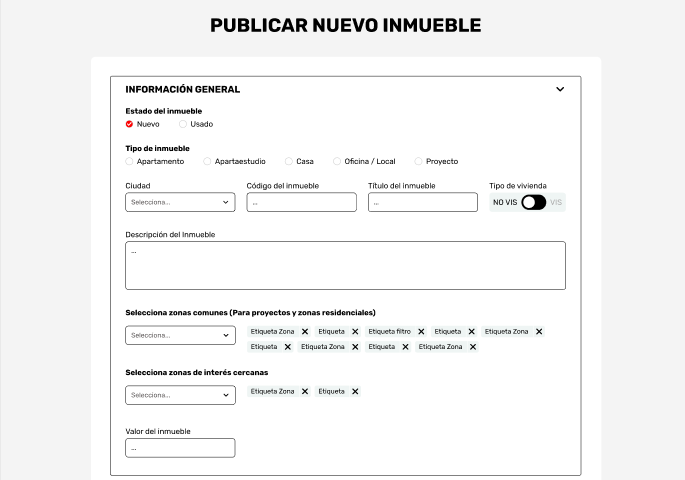 PUBLICAR NUEVO INMUEBLE
INFORMACIÓN GENERAL
Estado del inmueble
Nuevo Usado
Tipo de inmueble
Apartamento Apartaestudio Casa Oficina / Local Proyecto
Ciudad Código del inmueble Título del inmueble Tipo de vivienda
Selecciona... ... ... NO VIS VIS
Descripción del Inmueble
...
Selecciona zonas comunes (Para proyectos y zonas residenciales)
Selecciona... Etiqueta Zona Etiqueta Etiqueta filtro Etiqueta Etiqueta Zona
Etiqueta Etiqueta Zona Etiqueta Etiqueta Zona
Selecciona zonas de interés cercanas
Selecciona... Etiqueta Zona Etiqueta
Valor del inmueble
...